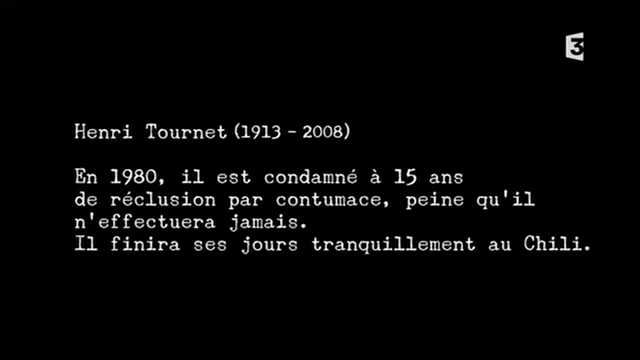 3
Henri Tournet (1913 - 2008)
En 1980, il est condamné à 15 ans
de réclusion par contumace, peine qu'il
n'effectuera jamais.
Il finira ses jours tranquillement au Chili.